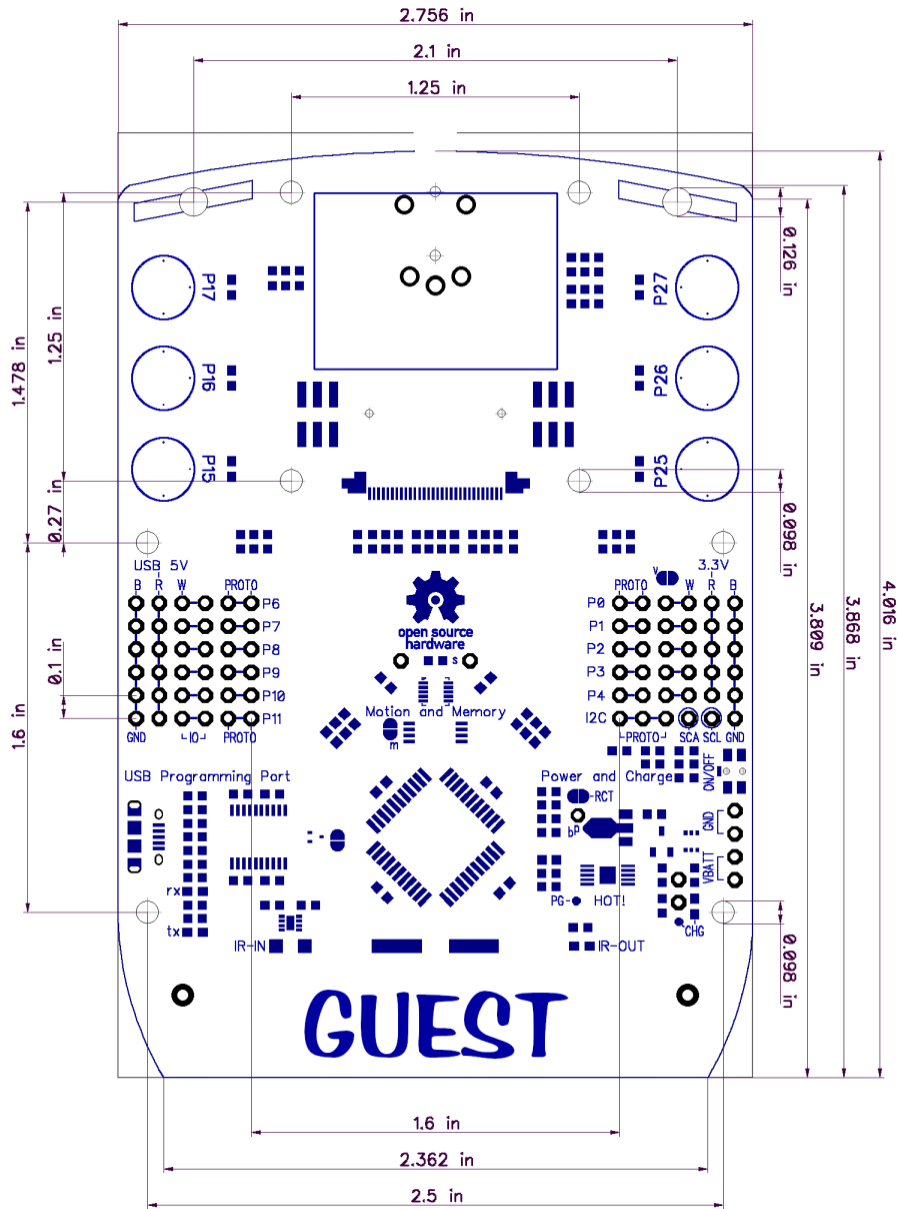 2.756 in
2.1 in
1.25 in
0.126 in
P17
P27
1.25 in
1.478 in
P16
P26
P15
P25
0.27 in
0.098 in
4.016 in
3.868 in
3.809 in
USB 5V
B R W PROTO
P6
P7
P8
P9
P10
P11
GND IO PROTO
0.1 in
1.6 in
open source
hardware
s
v
3.3V
PROTO W R B
P0
P1
P2
P3
P4
I2C
PROTO SCA SCL GND
Motion and Memory
m
USB Programming Port
Power and Charge
ON/OFF
RCT
bP
GND
VBATT
rx
tx
PG
HOT!
CHG
IR-IN
IR-OUT
0.098 in
GUEST
1.6 in
2.362 in
2.5 in